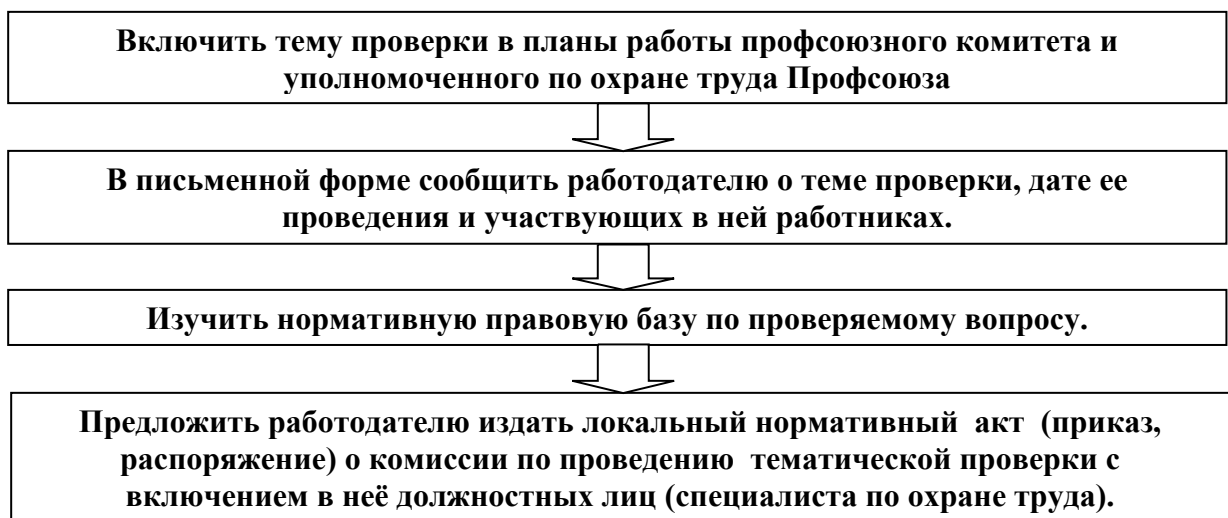 Включить тему проверки в планы работы профсоюзного комитета и
уполномоченного по охране труда Профсоюза
В письменной форме сообщить работодателю о теме проверки, дате ее
проведения и участвующих в ней работниках.
Изучить нормативную правовую базу по проверяемому вопросу.
Предложить работодателю издать локальный нормативный акт (приказ,
распоряжение) о комиссии по проведению тематической проверки с
включением в неё должностных лиц (специалиста по охране труда).